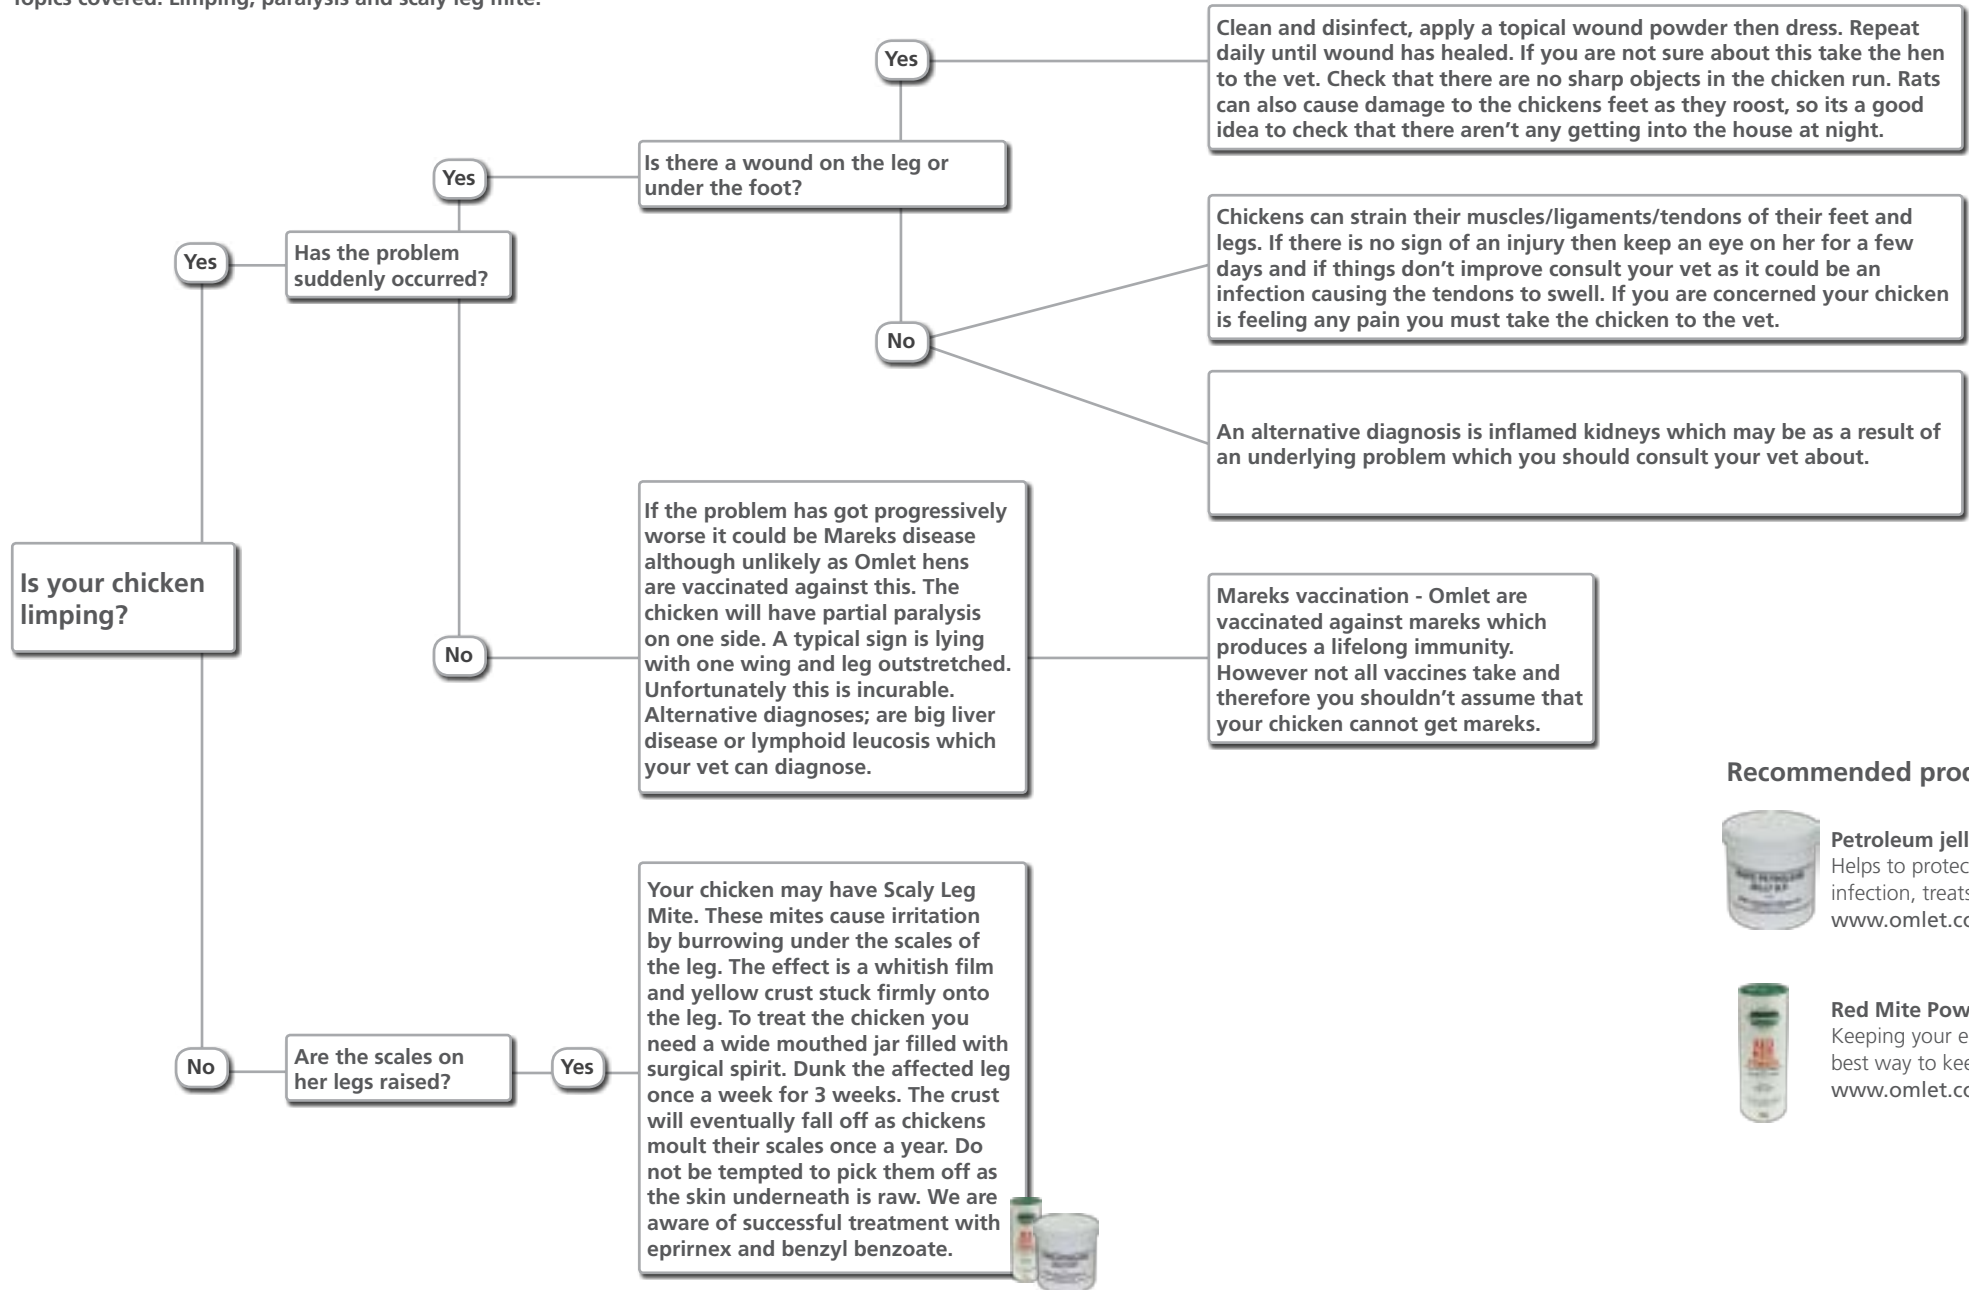 Topics covered: Limping, paralysis and scaly leg mite.
Yes
Clean and disinfect, apply a topical wound powder then dress. Repeat
daily until wound has healed. If you are not sure about this take the hen
to the vet. Check that there are no sharp objects in the chicken run. Rats
can also cause damage to the chickens feet as they roost, so its a good
idea to check that there aren't any getting into the house at night.
Yes
Is there a wound on the leg or
under the foot?
Yes
Has the problem
suddenly occurred?
Chickens can strain their muscles/ligaments/tendons of their feet and
legs. If there is no sign of an injury then keep an eye on her for a few
days and if things don't improve consult your vet as it could be an
infection causing the tendons to swell. If you are concerned your chicken
is feeling any pain you must take the chicken to the vet.
No
An alternative diagnosis is inflamed kidneys which may be as a result of
an underlying problem which you should consult your vet about.
Is your chicken
limping?
No
If the problem has got progressively
worse it could be Mareks disease
although unlikely as Omlet hens
are vaccinated against this. The
chicken will have partial paralysis
on one side. A typical sign is lying
with one wing and leg outstretched.
Unfortunately this is incurable.
Alternative diagnoses; are big liver
disease or lymphoid leucosis which
your vet can diagnose.
Mareks vaccination - Omlet are
vaccinated against mareks which
produces a lifelong immunity.
However not all vaccines take and
therefore you shouldn't assume that
your chicken cannot get mareks.
No
Are the scales on
her legs raised?
Yes
Your chicken may have Scaly Leg
Mite. These mites cause irritation
by burrowing under the scales of
the leg. The effect is a whitish film
and yellow crust stuck firmly onto
the leg. To treat the chicken you
need a wide mouthed jar filled with
surgical spirit. Dunk the affected leg
once a week for 3 weeks. The crust
will eventually fall off as chickens
moult their scales once a year. Do
not be tempted to pick them off as
the skin underneath is raw. We are
aware of successful treatment with
eprirnex and benzyl benzoate.
Recommended prod
Petroleum jell
Helps to protec
infection, treats
www.omlet.co
Red Mite Pow
Keeping your e
best way to kee
www.omlet.co